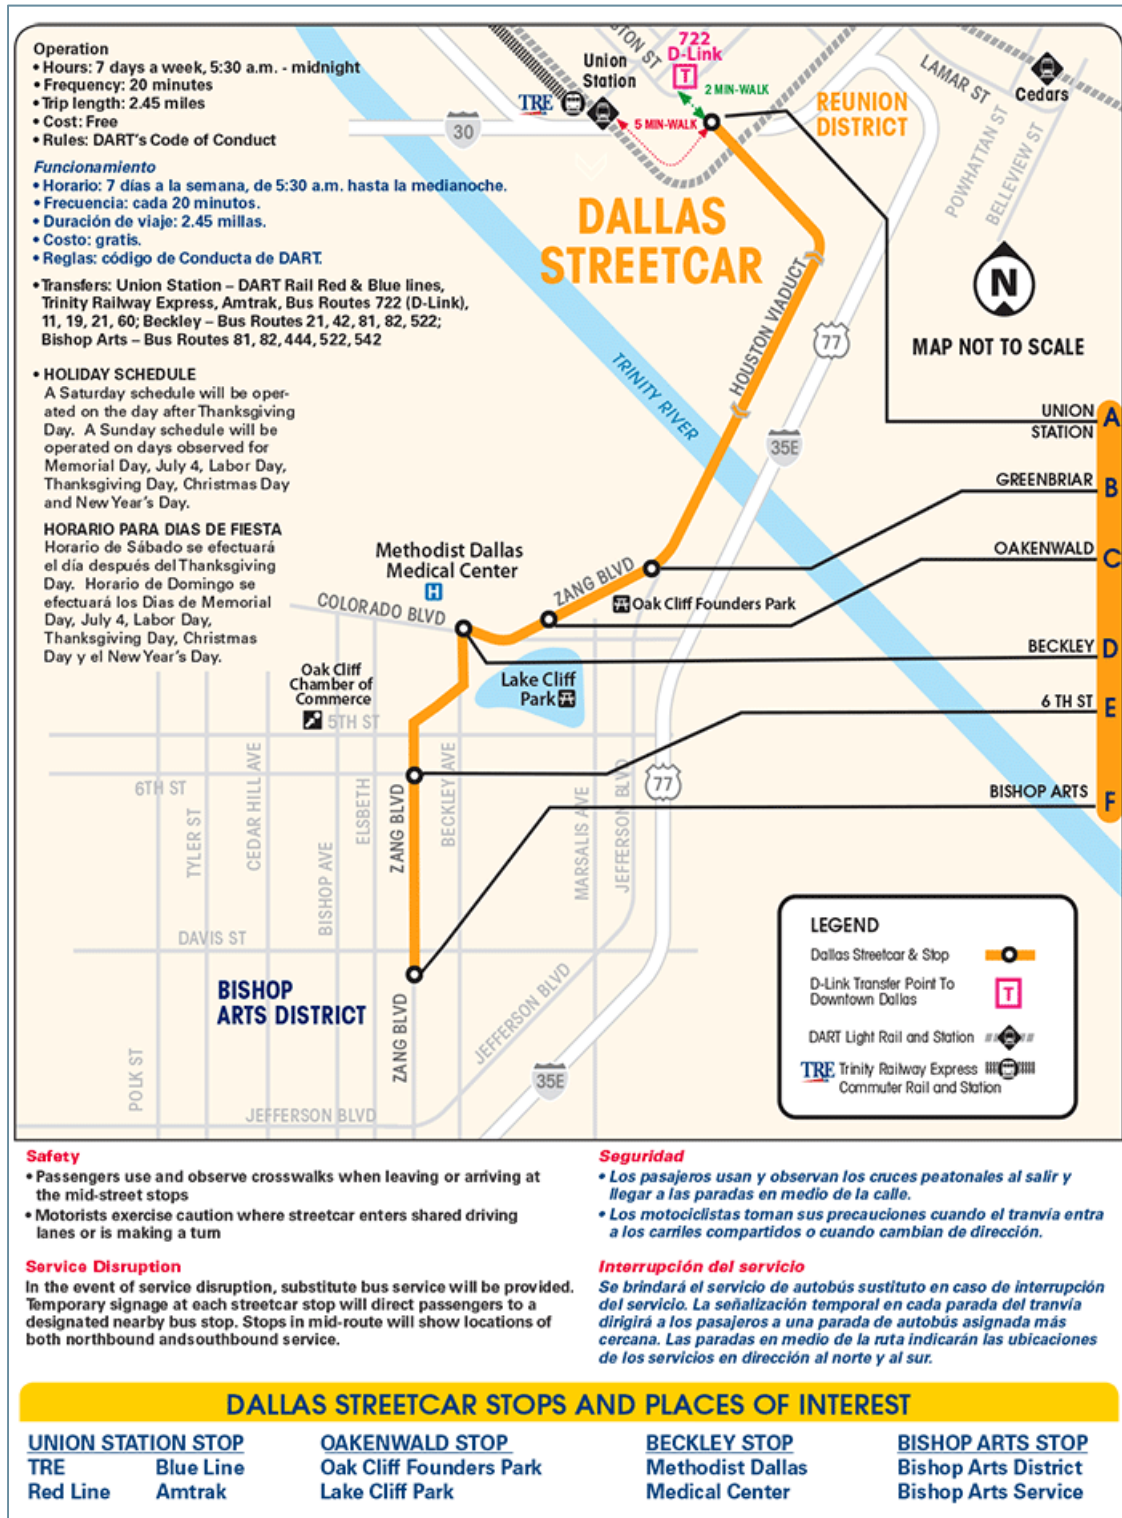 Operation
• Hours: 7 days a week, 5:30 a.m. - midnight
• Frequency: 20 minutes
• Trip length: 2.45 miles
• Cost: Free
• Rules: DART's Code of Conduct
Funcionamiento
• Horario: 7 días a la semana, de 5:30 a.m. hasta la medianoche.
• Frecuencia: cada 20 minutos.
• Duración de viaje: 2.45 millas.
• Costo: gratis.
• Reglas: código de Conducta de DART.
• Transfers: Union Station – DART Rail Red & Blue lines,
Trinity Railway Express, Amtrak, Bus Routes 722 (D-Link),
11, 19, 21, 60; Beckley – Bus Routes 21, 42, 81, 82, 522;
Bishop Arts – Bus Routes 81, 82, 444, 522, 542
• HOLIDAY SCHEDULE
A Saturday schedule will be oper-
ated on the day after Thanksgiving
Day. A Sunday schedule will be
operated on days observed for
Memorial Day, July 4, Labor Day,
Thanksgiving Day, Christmas Day
and New Year's Day.
HORARIO PARA DIAS DE FIESTA
Horario de Sábado se efectuará
el día después del Thanksgiving
Day. Horario de Domingo se
efectuará los Dias de Memorial
Day, July 4, Labor Day,
Thanksgiving Day, Christmas
Day y el New Year's Day.
722
D-Link
T
2 MIN-WALK
Union
Station
TRE
5 MIN-WALK
30
REUNION
DISTRICT
LAMAR ST
Cedars
POWHATTAN ST
BELLEVIEW ST
DALLAS
STREETCAR
N
MAP NOT TO SCALE
HOUSTON VIADUCT
77
TRINITY RIVER
35E
UNION
STATION
A
GREENBRIAR
B
OAKENWALD
C
BECKLEY
D
6 TH ST
E
BISHOP ARTS
F
Methodist Dallas
Medical Center
H
COLORADO BLVD
ZANG BLVD
Oak Cliff Founders Park
Lake Cliff
Park
Oak Cliff
Chamber of
Commerce
5TH ST
6TH ST
TYLER ST
CEDAR HILL AVE
BISHOP AVE
ELSBETH
ZANG BLVD
BECKLEY AVE
MARSALIS AVE
JEFFERSON BLVD
77
DAVIS ST
BISHOP
ARTS DISTRICT
ZANG BLVD
JEFFERSON BLVD
35E
POLK ST
JEFFERSON BLVD
LEGEND
Dallas Streetcar & Stop
D-Link Transfer Point To
Downtown Dallas
T
DART Light Rail and Station
TRE Trinity Railway Express
Commuter Rail and Station
Safety
• Passengers use and observe crosswalks when leaving or arriving at
the mid-street stops
• Motorists exercise caution where streetcar enters shared driving
lanes or is making a turn
Service Disruption
In the event of service disruption, substitute bus service will be provided.
Temporary signage at each streetcar stop will direct passengers to a
designated nearby bus stop. Stops in mid-route will show locations of
both northbound andsouthbound service.
Seguridad
• Los pasajeros usan y observan los cruces peatonales al salir y
llegar a las paradas en medio de la calle.
• Los motociclistas toman sus precauciones cuando el tranvía entra
a los carriles compartidos o cuando cambian de dirección.
Interrupción del servicio
Se brindará el servicio de autobús sustituto en caso de interrupción
del servicio. La señalización temporal en cada parada del tranvía
dirigirá a los pasajeros a una parada de autobús asignada más
cercana. Las paradas en medio de la ruta indicarán las ubicaciones
de los servicios en dirección al norte y al sur.
DALLAS STREETCAR STOPS AND PLACES OF INTEREST
UNION STATION STOP
TRE Blue Line
Red Line Amtrak
OAKENWALD STOP
Oak Cliff Founders Park
Lake Cliff Park
BECKLEY STOP
Methodist Dallas
Medical Center
BISHOP ARTS STOP
Bishop Arts District
Bishop Arts Service